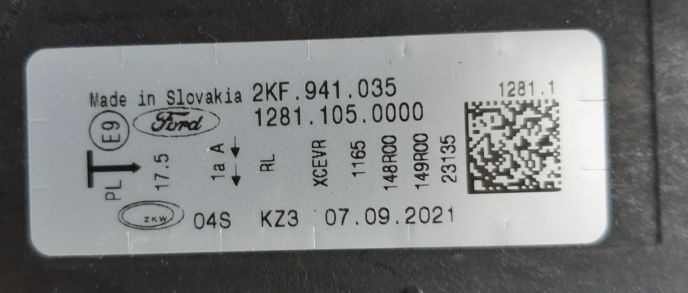 Made in Slovakia 2KF.941.035
1281.105.0000
1281.1
E9
Ford
PL
17.5
1a A
RL
XCEVR
1165
148R00
149R00
23135
ZKW
04S KZ3 07.09.2021